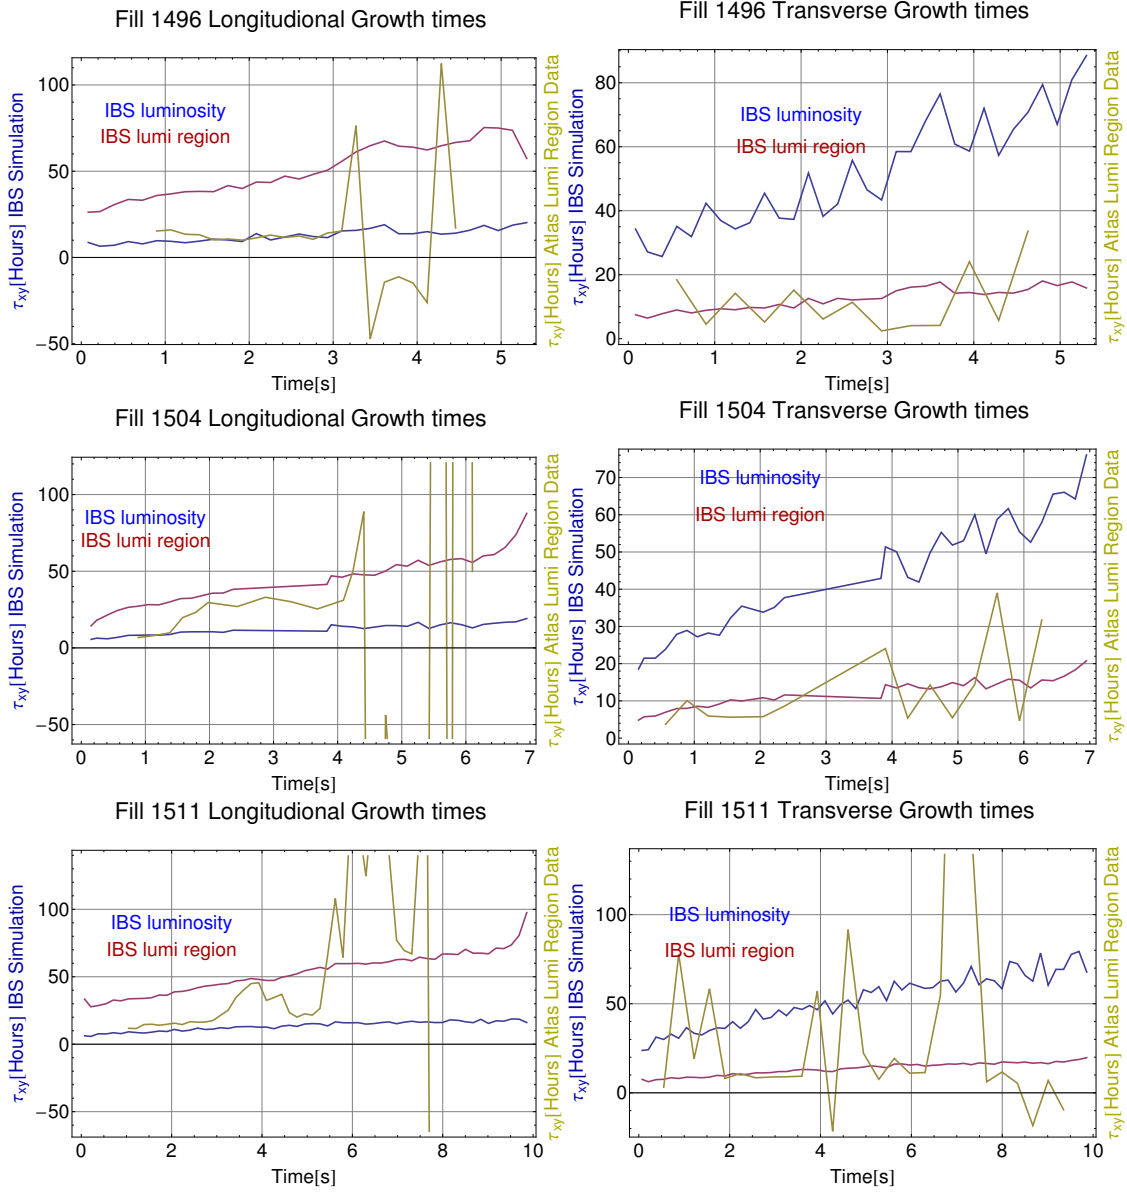 Fill 1496 Longitudional Growth times
100
50
0
−50
0 1 2 3 4 5
IBS luminosity
IBS lumi region
τxy[Hours] IBS Simulation
τxy[Hours] Atlas Lumi Region Data
Time[s]
Fill 1496 Transverse Growth times
80
60
40
20
0
1 2 3 4 5
IBS luminosity
IBS lumi region
τxy[Hours] IBS Simulation
τxy[Hours] Atlas Lumi Region Data
Time[s]
Fill 1504 Longitudional Growth times
100
50
0
−50
0 1 2 3 4 5 6 7
IBS luminosity
IBS lumi region
τxy[Hours] IBS Simulation
τxy[Hours] Atlas Lumi Region Data
Time[s]
Fill 1504 Transverse Growth times
70
60
50
40
30
20
10
0
0 1 2 3 4 5 6 7
IBS luminosity
IBS lumi region
τxy[Hours] IBS Simulation
τxy[Hours] Atlas Lumi Region Data
Time[s]
Fill 1511 Longitudional Growth times
100
50
0
−50
0 2 4 6 8 10
IBS luminosity
IBS lumi region
τxy[Hours] IBS Simulation
τxy[Hours] Atlas Lumi Region Data
Time[s]
Fill 1511 Transverse Growth times
100
50
0
0 2 4 6 8 10
IBS luminosity
IBS lumi region
τxy[Hours] IBS Simulation
τxy[Hours] Atlas Lumi Region Data
Time[s]